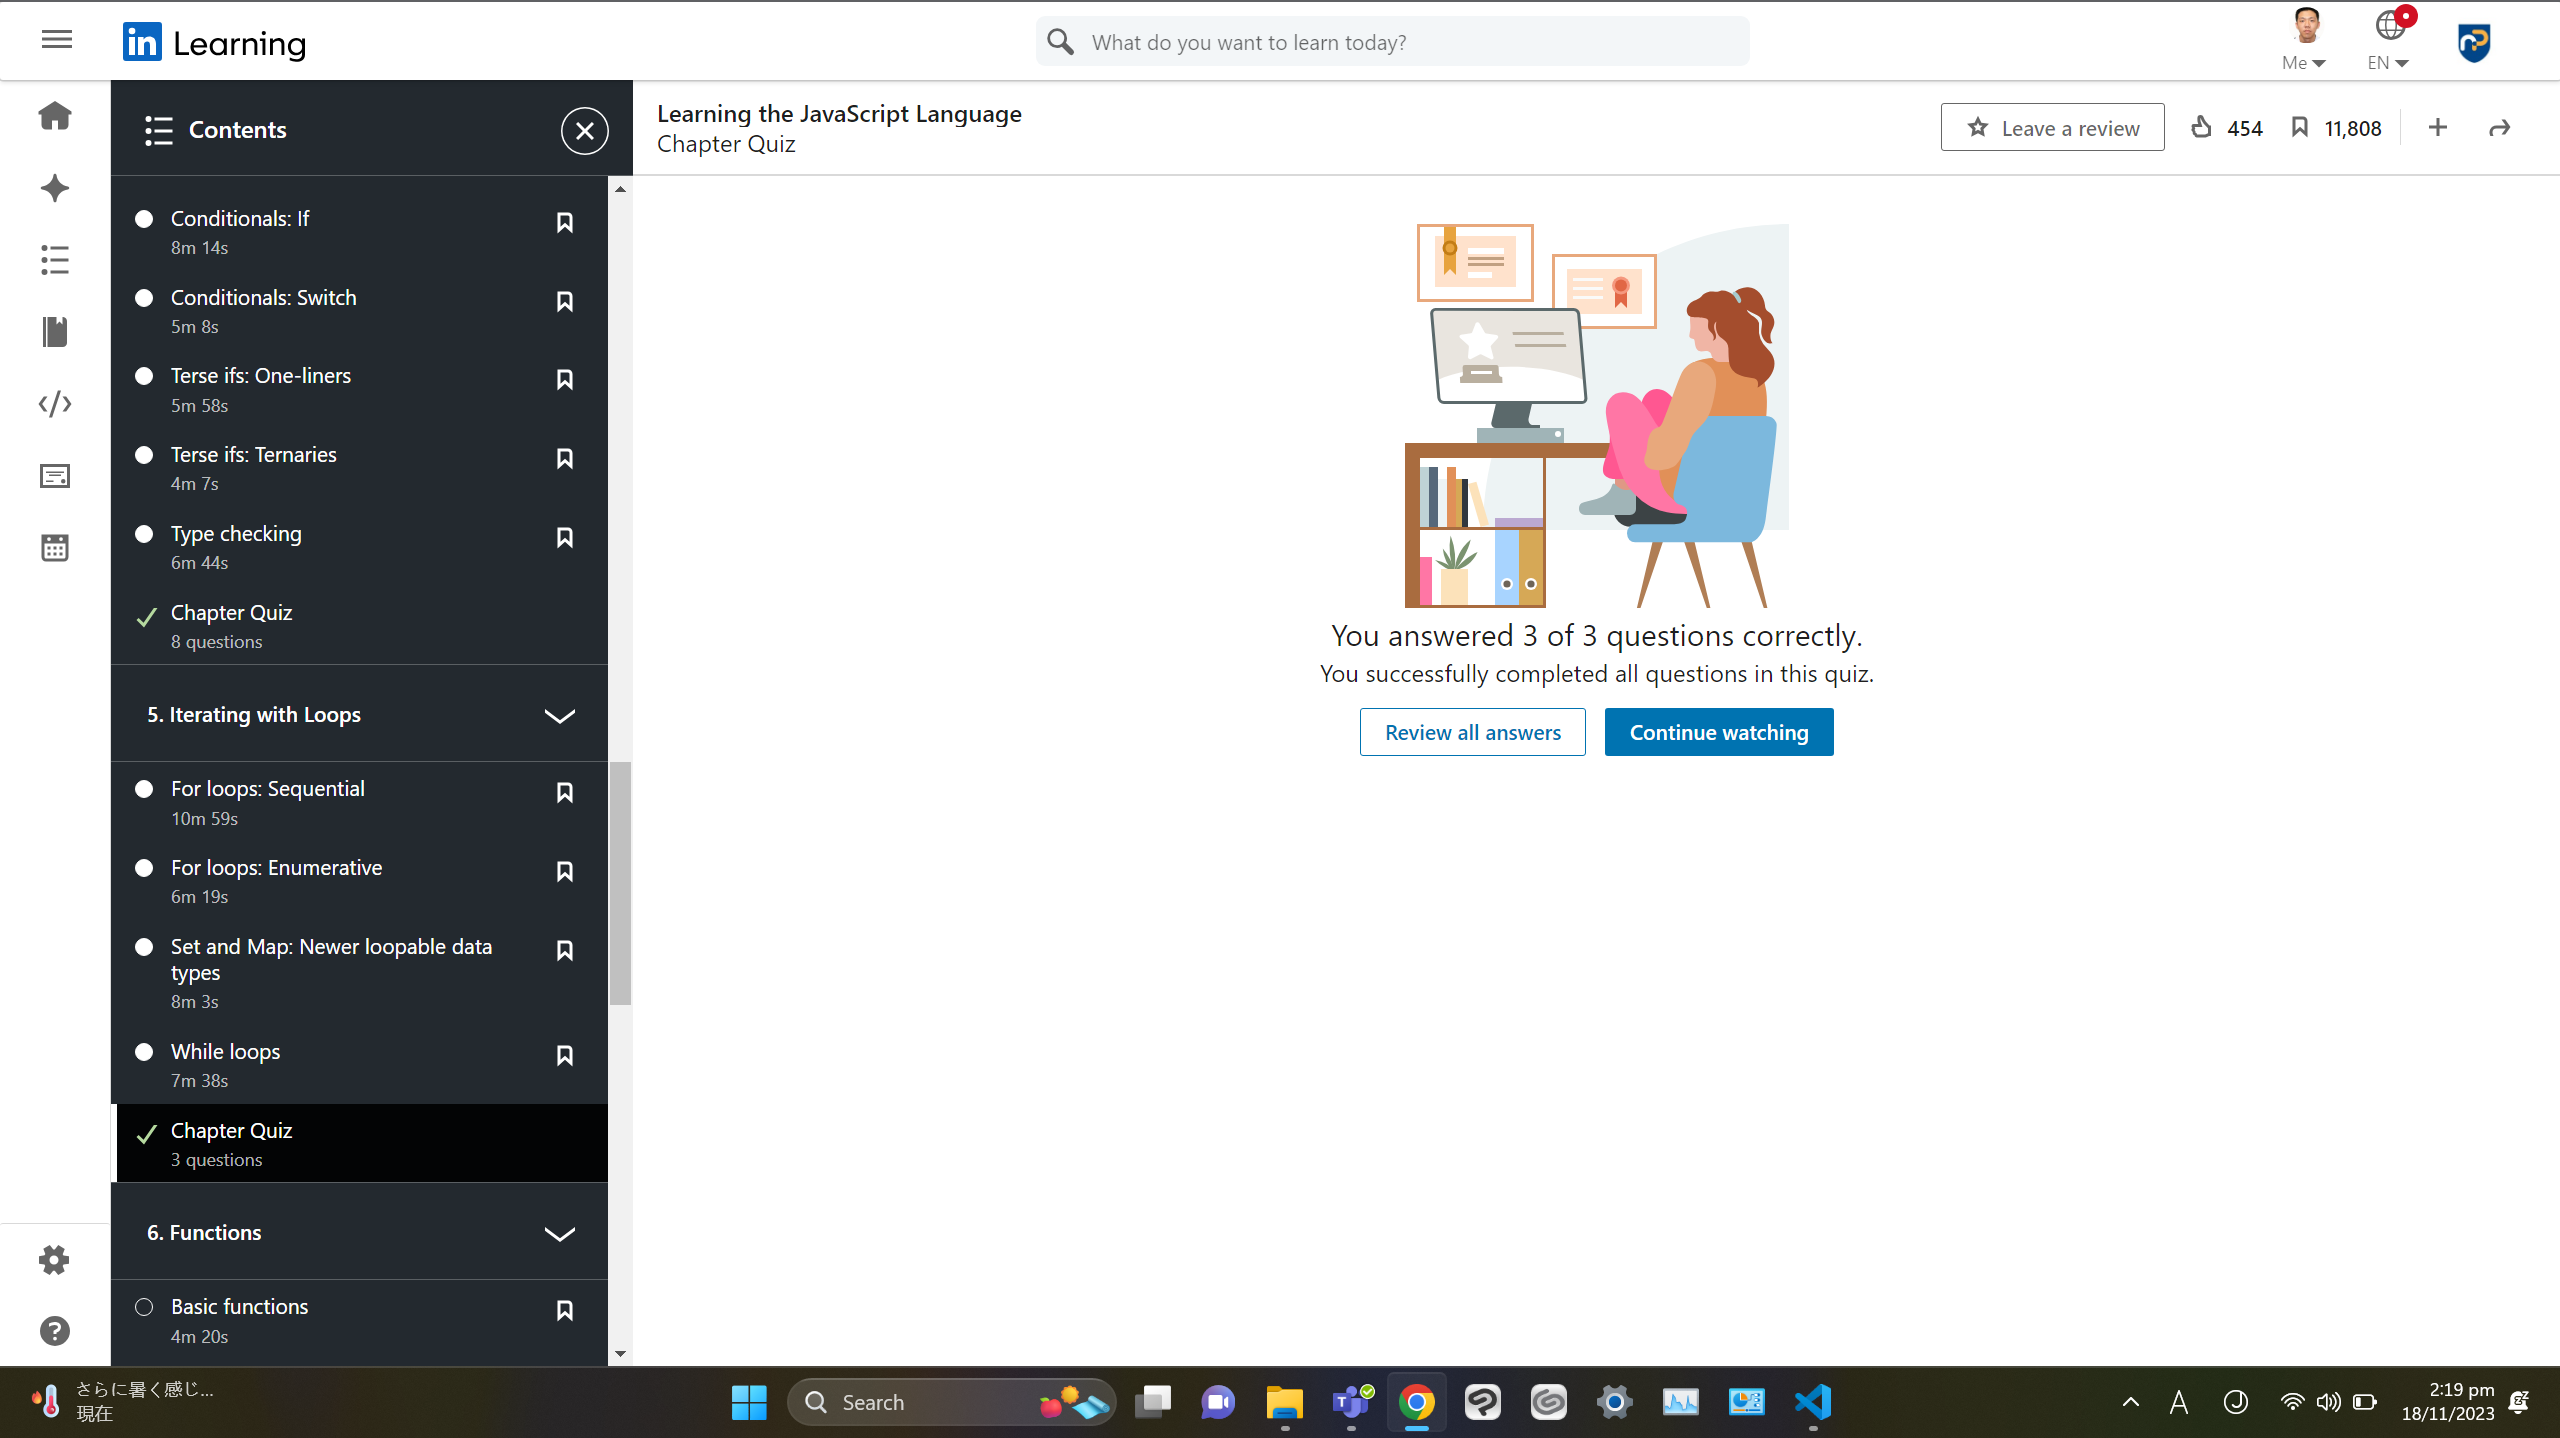 in Learning
What do you want to learn today?
Me
EN
Contents
Learning the JavaScript Language
Chapter Quiz
Leave a review
454
11,808
Conditionals: If
8m 14s
Conditionals: Switch
5m 8s
Terse ifs: One-liners
5m 58s
Terse ifs: Ternaries
4m 7s
Type checking
6m 44s
Chapter Quiz
8 questions
5. Iterating with Loops
For loops: Sequential
10m 59s
For loops: Enumerative
6m 19s
Set and Map: Newer loopable data
types
8m 3s
While loops
7m 38s
Chapter Quiz
3 questions
6. Functions
Basic functions
4m 20s
You answered 3 of 3 questions correctly.
You successfully completed all questions in this quiz.
Review all answers
Continue watching
さらに暑く感じ...
現在
Search
A
J
2:19 pm
18/11/2023